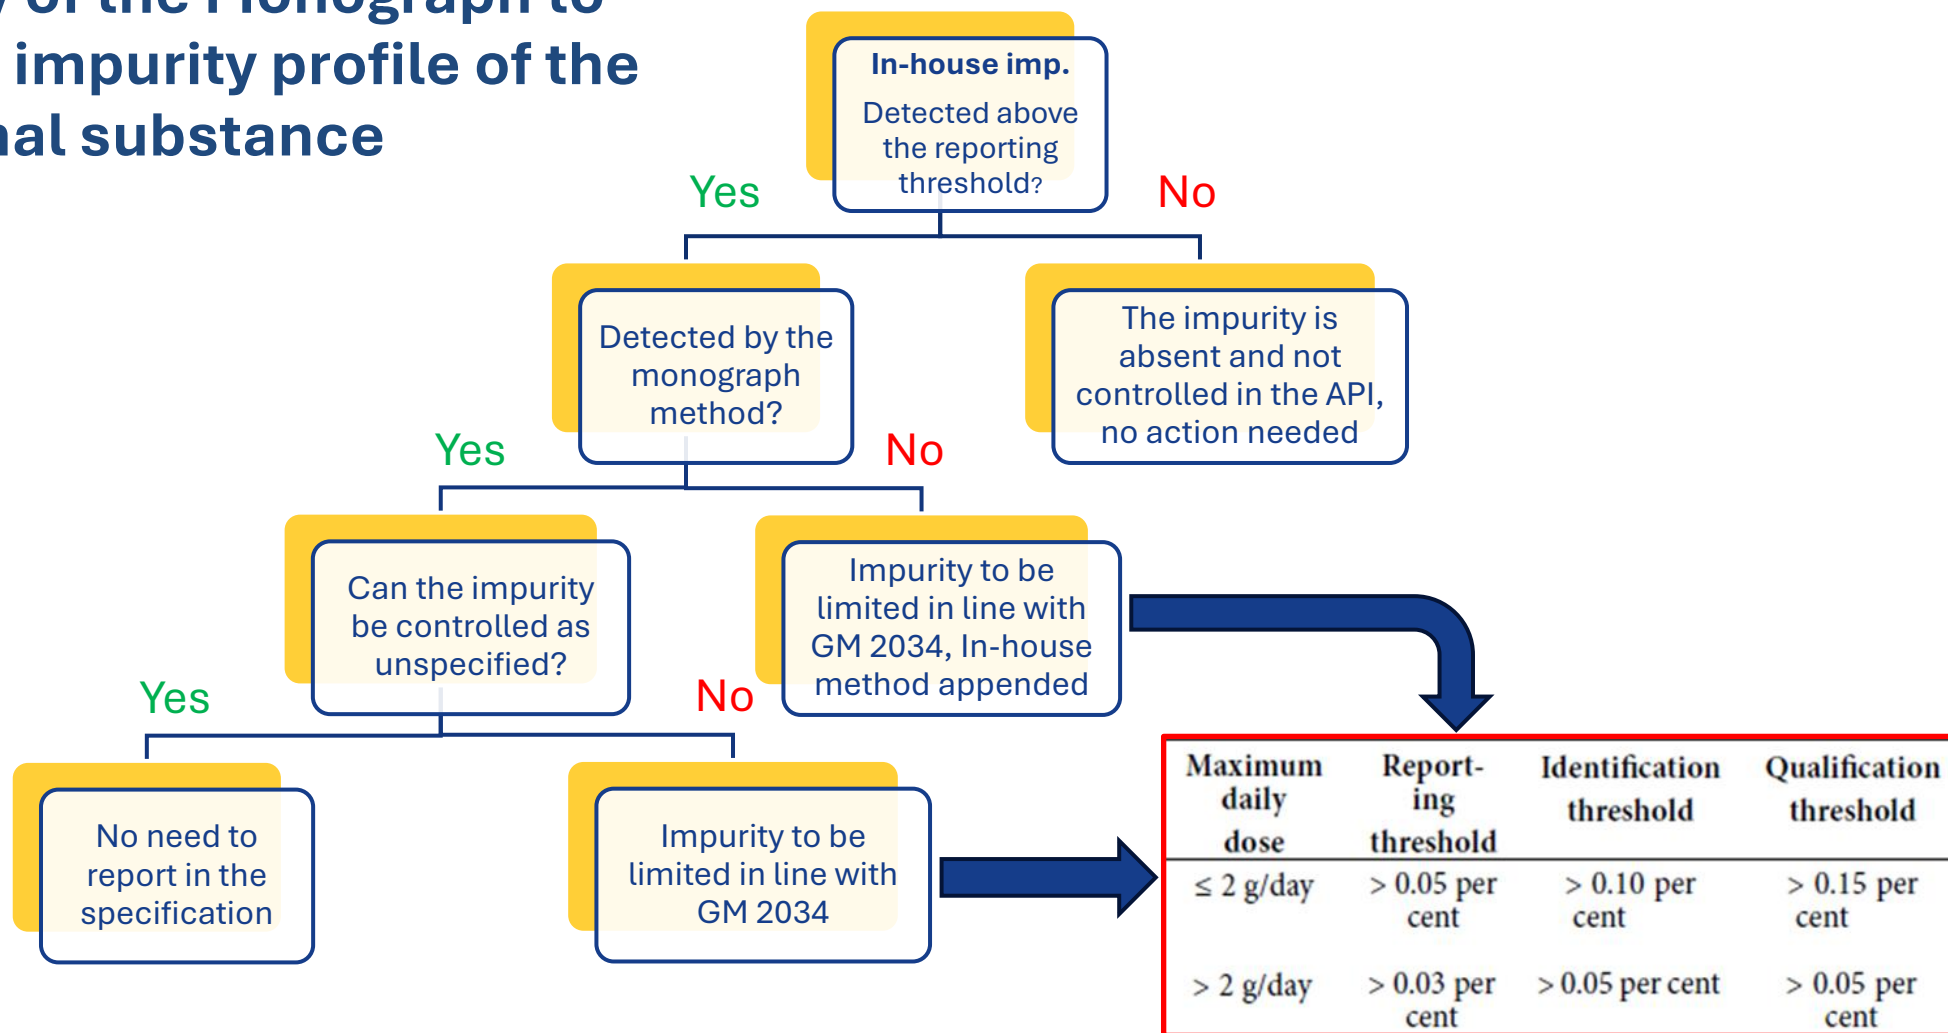 of the Monograph to
impurity profile of the
substance
In-house imp.
Detected above
the reporting
threshold?
Yes
No
Detected by the
monograph
method?
The impurity is
absent and not
controlled in the API,
no action needed
Yes
No
Can the impurity
be controlled as
unspecified?
Impurity to be
limited in line with
GM 2034, In-house
method appended
Yes
No
No need to
report in the
specification
Impurity to be
limited in line with
GM 2034
Maximum daily dose Report-ing threshold Identification threshold Qualification threshold
≤ 2 g/day > 0.05 per cent > 0.10 per cent > 0.15 per cent
> 2 g/day > 0.03 per cent > 0.05 per cent > 0.05 per cent